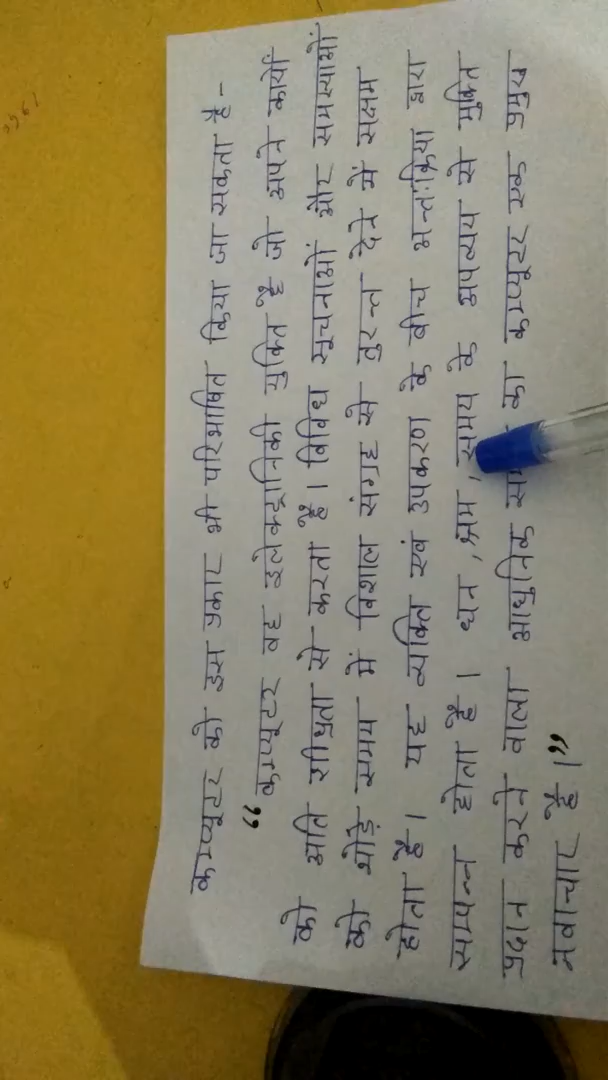 कम्प्यूटर को इस प्रकार भी परिभाषित किया जा सकता है -
“कम्प्यूटर वह इलेक्ट्रानिकी युक्ति है जो अपने कार्यों
को अति शीघ्रता से करता है। विविध सूचनाओं और समस्याओं
को थोड़े समय में विशाल संग्रह से तुरन्त देने में सक्षम
होता है। यह व्यक्ति एवं उपकरण के बीच अन्तःक्रिया द्वारा
सम्पन्न होता है। धन, श्रम, समय के अपव्यय से मुक्ति
प्रदान करने वाला आधुनिक का कम्प्यूटर एक प्रमुख
नवाचार है।”